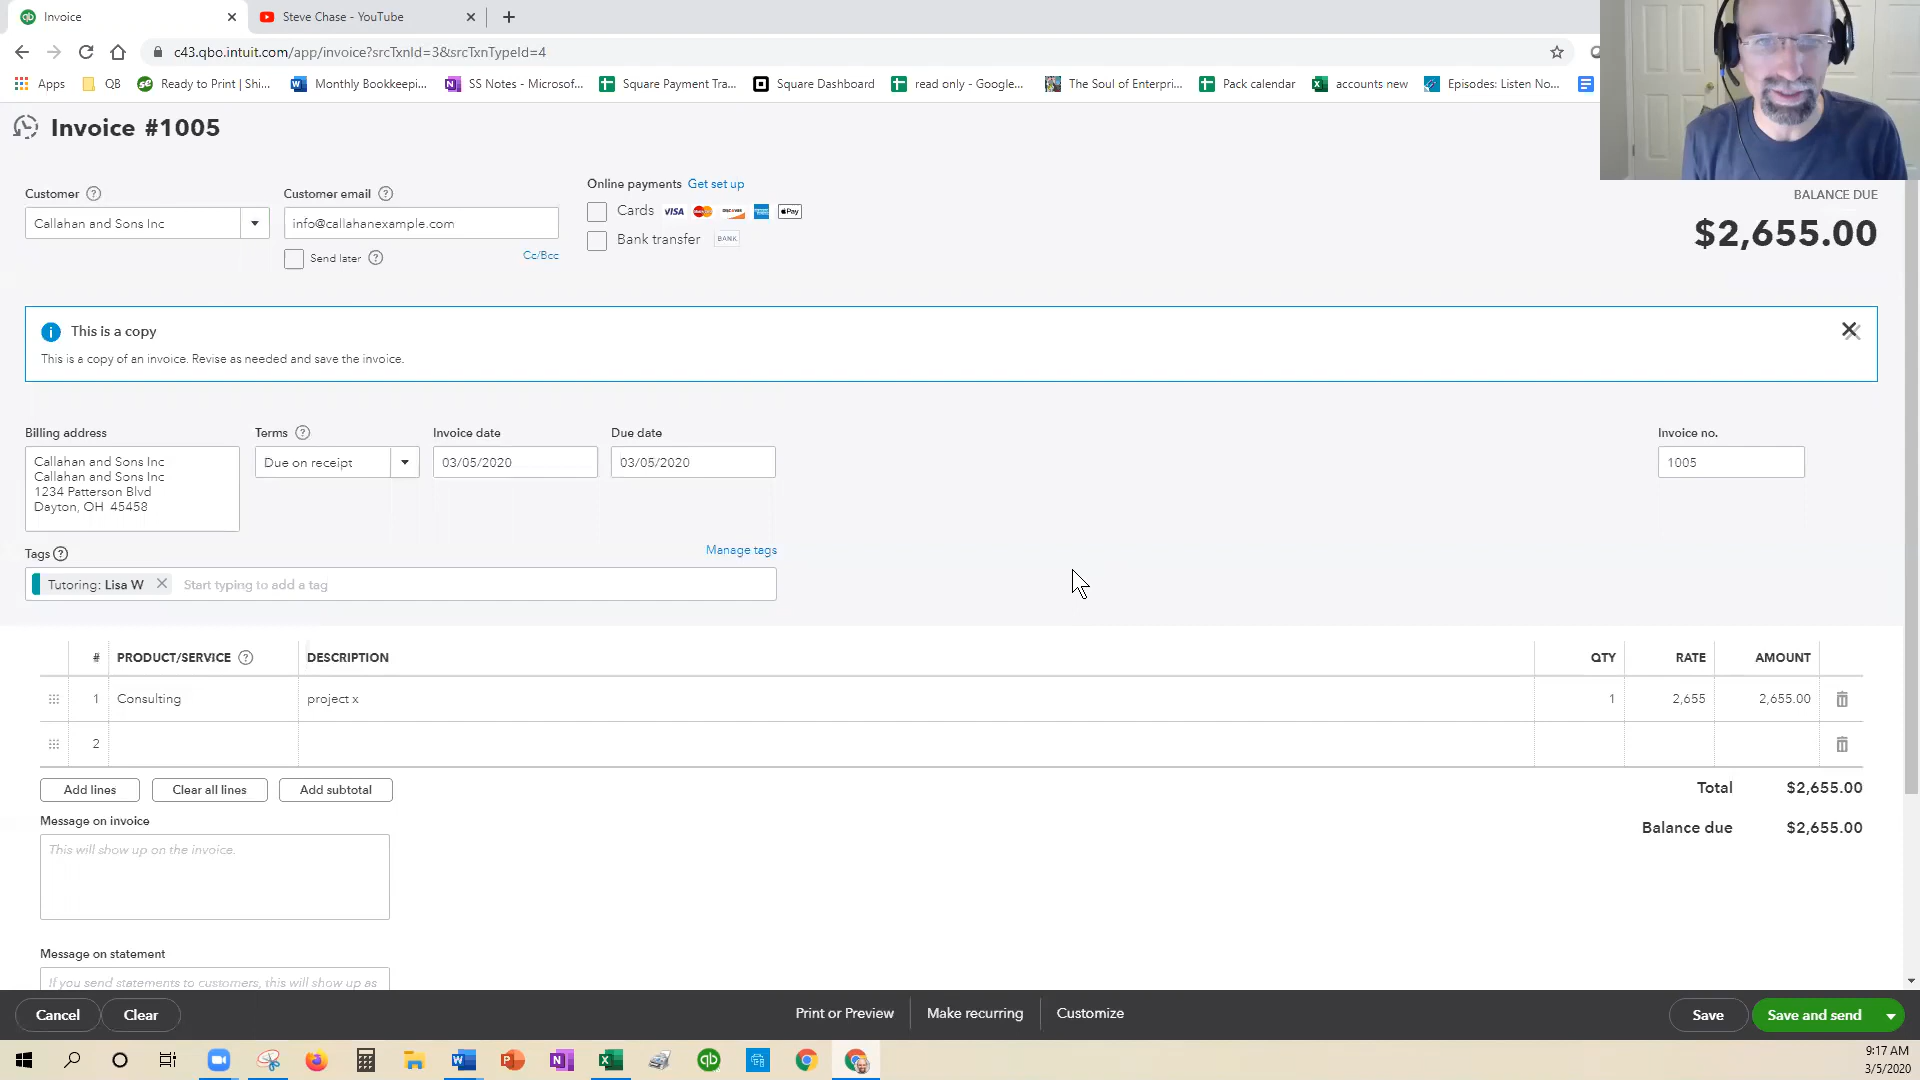 Invoice
Steve Chase - YouTube
c43.qbo.intuit.com/app/invoice?srcTxnId=3&srcTxnTypeId=4
Apps
QB
Ready to Print | Shi...
Monthly Bookkeepi...
SS Notes - Microsof...
Square Payment Tra...
Square Dashboard
read only - Google...
The Soul of Enterpri...
Pack calendar
accounts new
Episodes: Listen No...
Invoice #1005
Customer
Callahan and Sons Inc
Customer email
info@callahanexample.com
Send later
Cc/Bcc
Online payments Get set up
Cards VISA DISCOVER Pay
Bank transfer BANK
BALANCE DUE
$2,655.00
This is a copy
This is a copy of an invoice. Revise as needed and save the invoice.
Billing address
Callahan and Sons Inc
Callahan and Sons Inc
1234 Patterson Blvd
Dayton, OH 45458
Terms
Due on receipt
Invoice date
03/05/2020
Due date
03/05/2020
Invoice no.
1005
Tags
Manage tags
Tutoring: Lisa W
Start typing to add a tag
# PRODUCT/SERVICE DESCRIPTION QTY RATE AMOUNT
1 Consulting project x 1 2,655 2,655.00
2
Add lines
Clear all lines
Add subtotal
Total $2,655.00
Balance due $2,655.00
Message on invoice
This will show up on the invoice.
Message on statement
If you send statements to customers, this will show up as
Cancel
Clear
Print or Preview
Make recurring
Customize
Save
Save and send
9:17 AM
3/5/2020